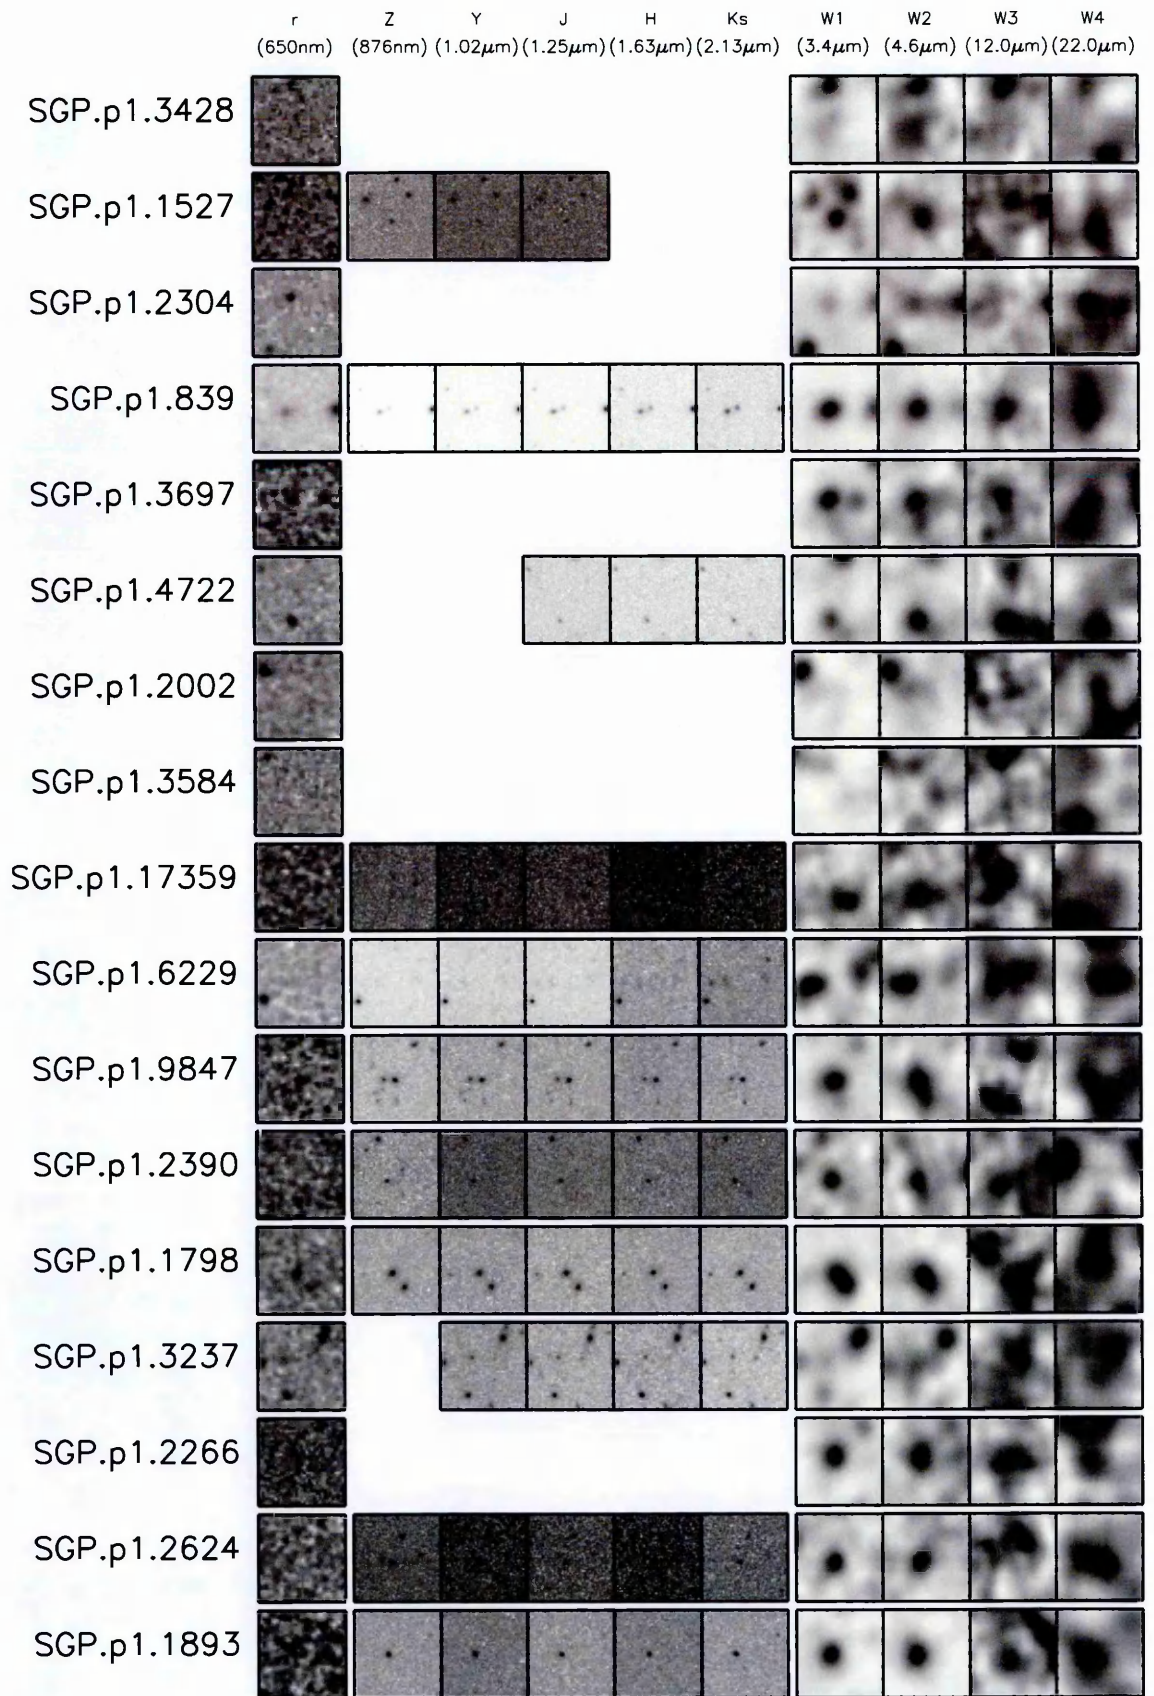 r Z Y J H Ks W1 W2 W3 W4
(650nm) (876nm) (1.02μm) (1.25μm) (1.63μm) (2.13μm) (3.4μm) (4.6μm) (12.0μm) (22.0μm)
SGP.p1.3428
SGP.p1.1527
SGP.p1.2304
SGP.p1.839
SGP.p1.3697
SGP.p1.4722
SGP.p1.2002
SGP.p1.3584
SGP.p1.17359
SGP.p1.6229
SGP.p1.9847
SGP.p1.2390
SGP.p1.1798
SGP.p1.3237
SGP.p1.2266
SGP.p1.2624
SGP.p1.1893